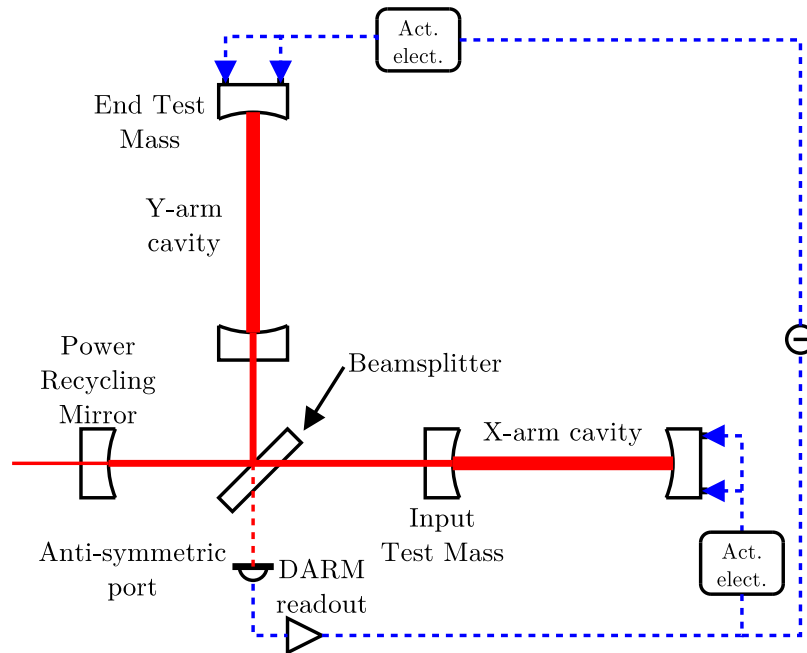 Act.
elect.
End Test
Mass
Y-arm
cavity
Power
Recycling
Mirror
Beamsplitter
X-arm cavity
Input
Test Mass
Anti-symmetric
port
DARM
readout
Act.
elect.